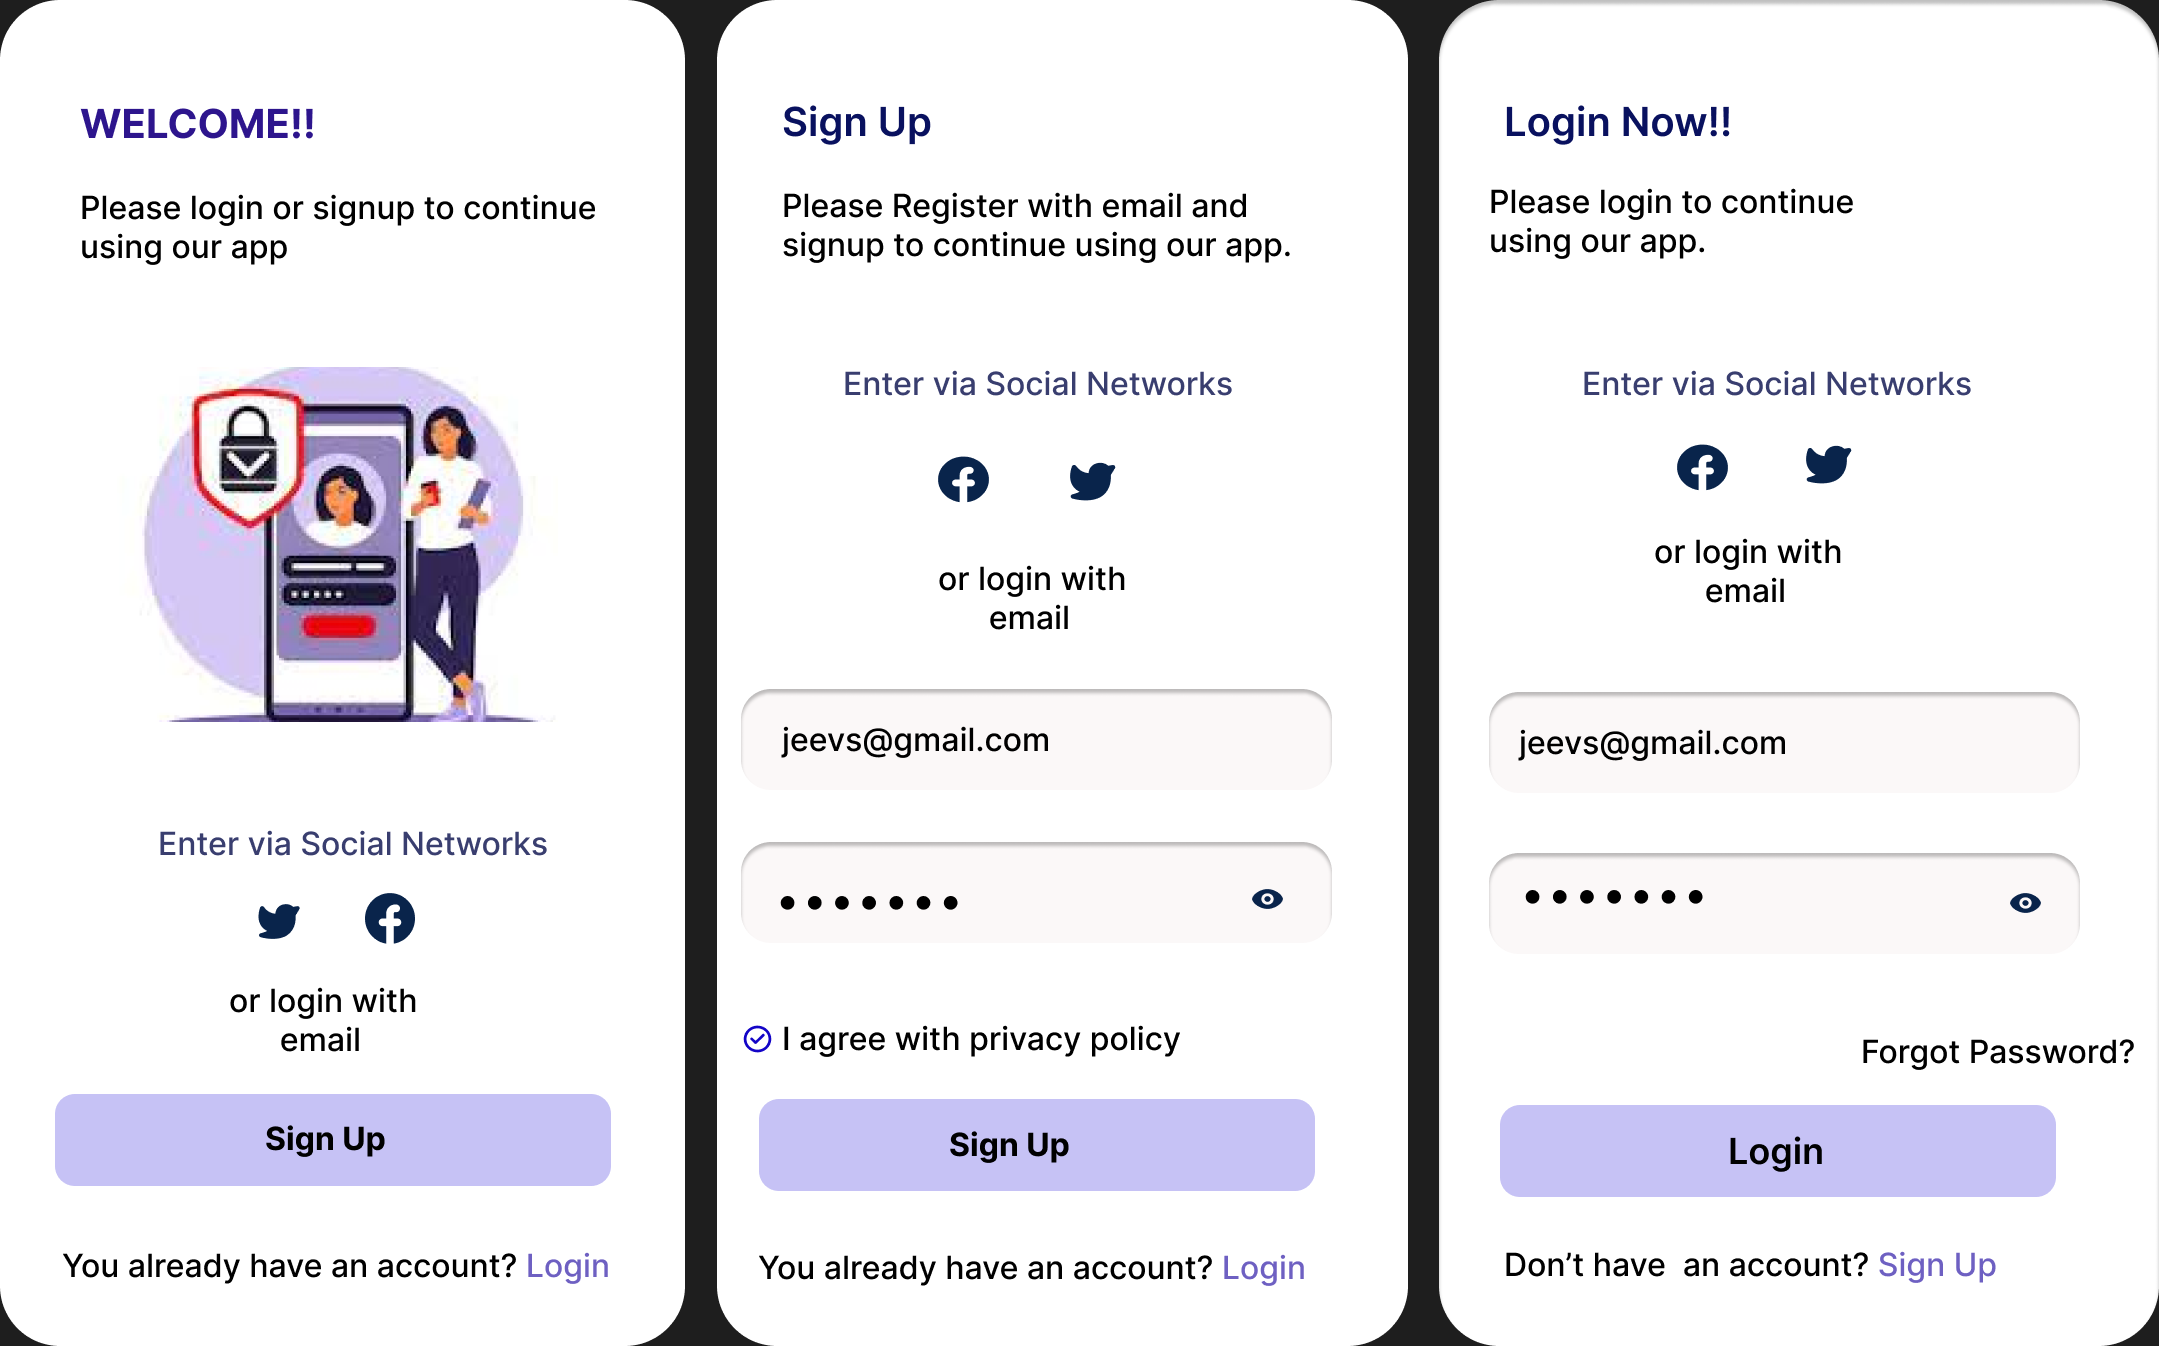 WELCOME!!
Please login or signup to continue
using our app
Enter via Social Networks
or login with
email
Sign Up
You already have an account? Login
Sign Up
Please Register with email and
signup to continue using our app.
Enter via Social Networks
or login with
email
jeevs@gmail.com
I agree with privacy policy
Sign Up
You already have an account? Login
Login Now!!
Please login to continue
using our app.
Enter via Social Networks
or login with
email
jeevs@gmail.com
Forgot Password?
Login
Don’t have  an account? Sign Up